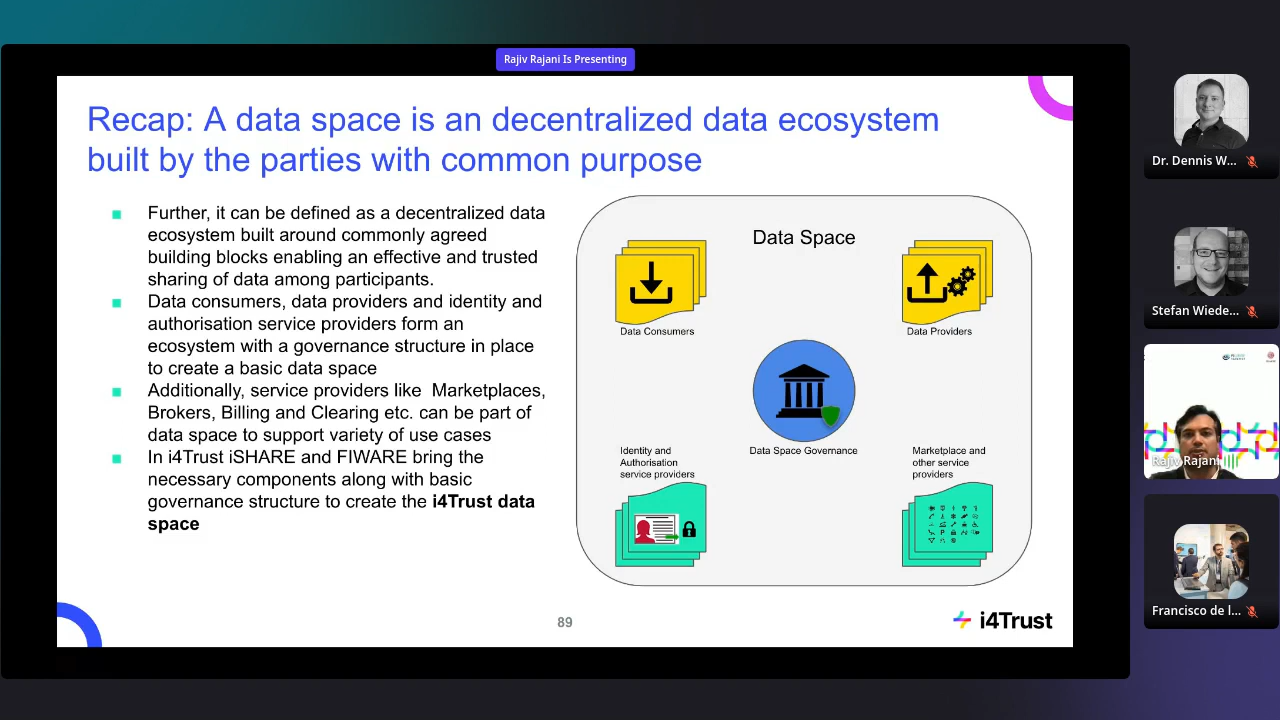 Rajiv Rajani Is Presenting
Recap: A data space is an decentralized data ecosystem
built by the parties with common purpose
Further, it can be defined as a decentralized data
ecosystem built around commonly agreed
building blocks enabling an effective and trusted
sharing of data among participants.
Data consumers, data providers and identity and
authorisation service providers form an
ecosystem with a governance structure in place
to create a basic data space
Additionally, service providers like  Marketplaces,
Brokers, Billing and Clearing etc. can be part of
data space to support variety of use cases
In i4Trust iSHARE and FIWARE bring the
necessary components along with basic
governance structure to create the i4Trust data
space
Data Space
Data Consumers
Data Providers
Data Space Governance
Identity and
Authorisation
service providers
Marketplace and
other service
providers
89
i4Trust
Dr. Dennis W...
Stefan Wiede...
Rajiv Rajani
Francisco de l...